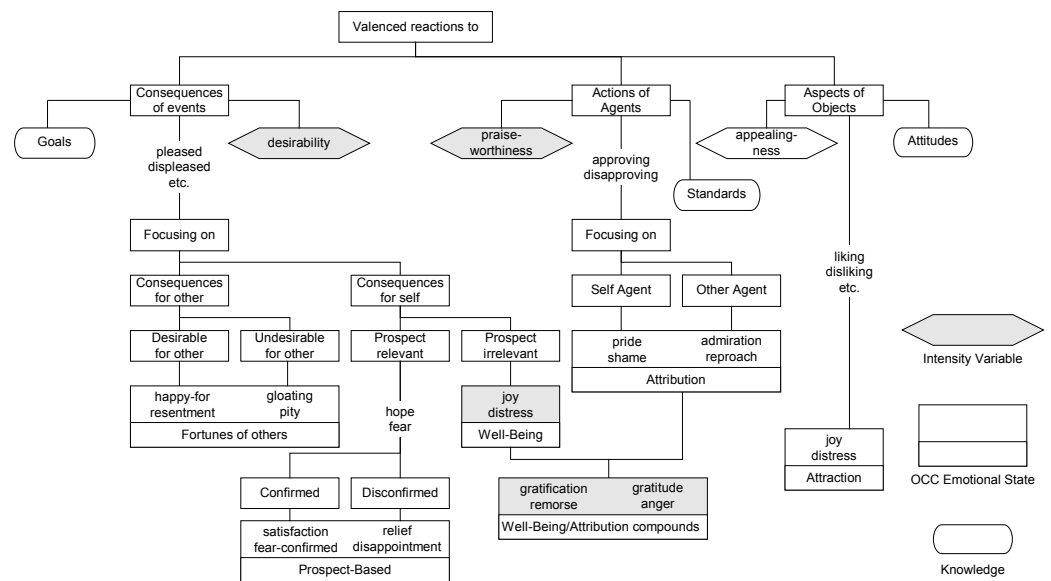 Valenced reactions to
Consequences
of events
Actions of
Agents
Aspects of
Objects
Goals
desirability
praise-
worthiness
appealing-
ness
Attitudes
pleased
displeased
etc.
approving
disapproving
Standards
Focusing on
Focusing on
liking
disliking
etc.
Consequences
for other
Consequences
for self
Self Agent
Other Agent
Desirable
for other
Undesirable
for other
Prospect
relevant
Prospect
irrelevant
pride
shame
admiration
reproach
Attribution
Intensity Variable
happy-for
resentment
gloating
pity
Fortunes of others
hope
fear
joy
distress
Well-Being
joy
distress
Attraction
OCC Emotional State
Confirmed
Disconfirmed
gratification
remorse
gratitude
anger
Well-Being/Attribution compounds
satisfaction
fear-confirmed
relief
disappointment
Prospect-Based
Knowledge